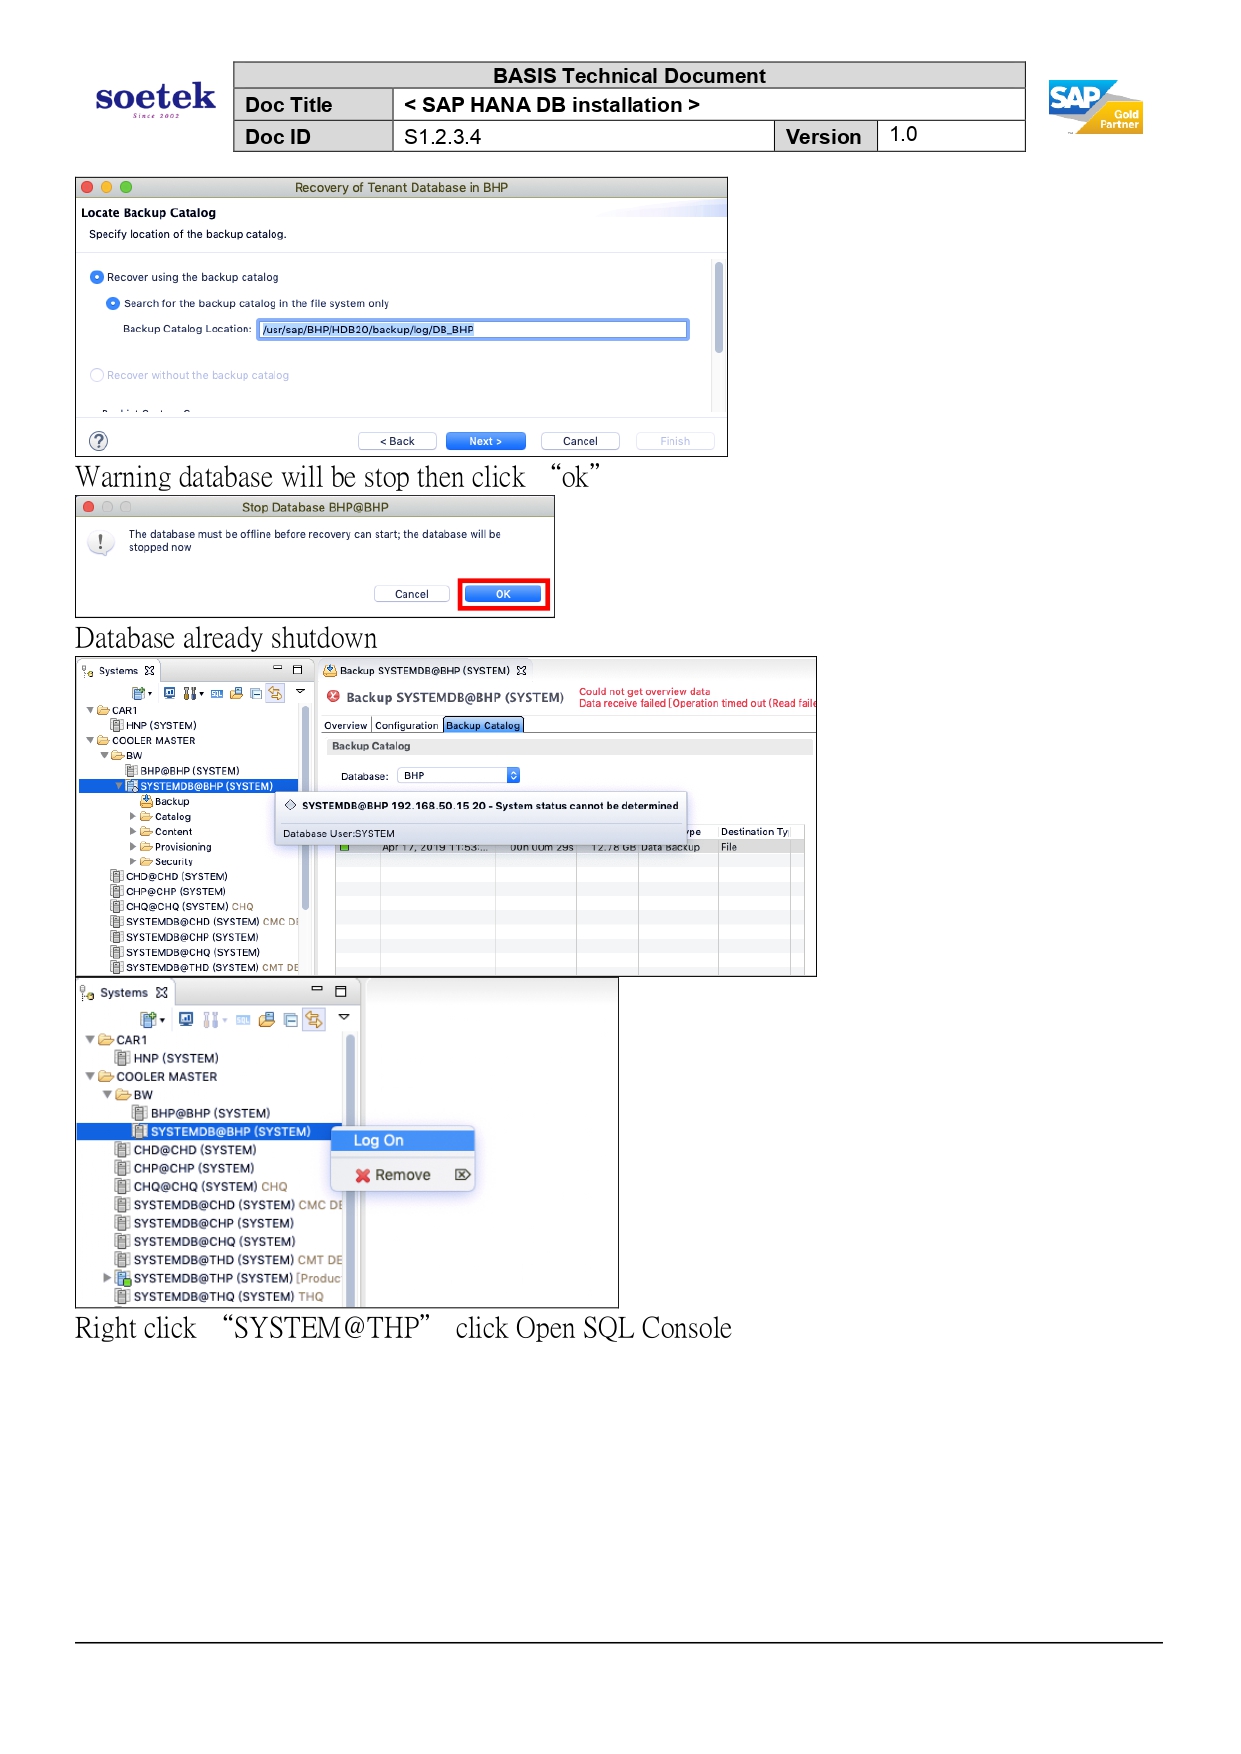 soetek
Since 2002
BASIS Technical Document
Doc Title < SAP HANA DB installation >
Doc ID S1.2.3.4 Version 1.0
SAP Gold Partner
Recovery of Tenant Database in BHP
Locate Backup Catalog
Specify location of the backup catalog.
Recover using the backup catalog
Search for the backup catalog in the file system only
Backup Catalog Location: /usr/sap/BHP/HDB20/backup/log/DB_BHP
Recover without the backup catalog
? < Back Next > Cancel Finish
Warning database will be stop then click “ok”
Stop Database BHP@BHP
The database must be offline before recovery can start; the database will be
stopped now
Cancel OK
Database already shutdown
Systems
CAR1
HNP (SYSTEM)
COOLER MASTER
BW
BHP@BHP (SYSTEM)
SYSTEMDB@BHP (SYSTEM)
Backup
Catalog
Content
Provisioning
Security
CHD@CHD (SYSTEM)
CHP@CHP (SYSTEM)
CHQ@CHQ (SYSTEM) CHQ
SYSTEMDB@CHD (SYSTEM) CMC DE
SYSTEMDB@CHP (SYSTEM)
SYSTEMDB@CHQ (SYSTEM)
SYSTEMDB@THD (SYSTEM) CMT DE
Backup SYSTEMDB@BHP (SYSTEM)
Backup SYSTEMDB@BHP (SYSTEM)
Could not get overview data
Data receive failed [Operation timed out (Read faile
Overview Configuration Backup Catalog
Backup Catalog
Database: BHP
SYSTEMDB@BHP 192.168.50.15 20 - System status cannot be determined
Database User:SYSTEM
ype Destination Ty
Apr 17, 2019 11:53:... 00h 00m 29s 12.78 GB Data Backup File
Systems
CAR1
HNP (SYSTEM)
COOLER MASTER
BW
BHP@BHP (SYSTEM)
SYSTEMDB@BHP (SYSTEM)
Log On
Remove
CHD@CHD (SYSTEM)
CHP@CHP (SYSTEM)
CHQ@CHQ (SYSTEM) CHQ
SYSTEMDB@CHD (SYSTEM) CMC DE
SYSTEMDB@CHP (SYSTEM)
SYSTEMDB@CHQ (SYSTEM)
SYSTEMDB@THD (SYSTEM) CMT DE
SYSTEMDB@THP (SYSTEM) [Produc
SYSTEMDB@THQ (SYSTEM) THQ
Right click “SYSTEM@THP” click Open SQL Console